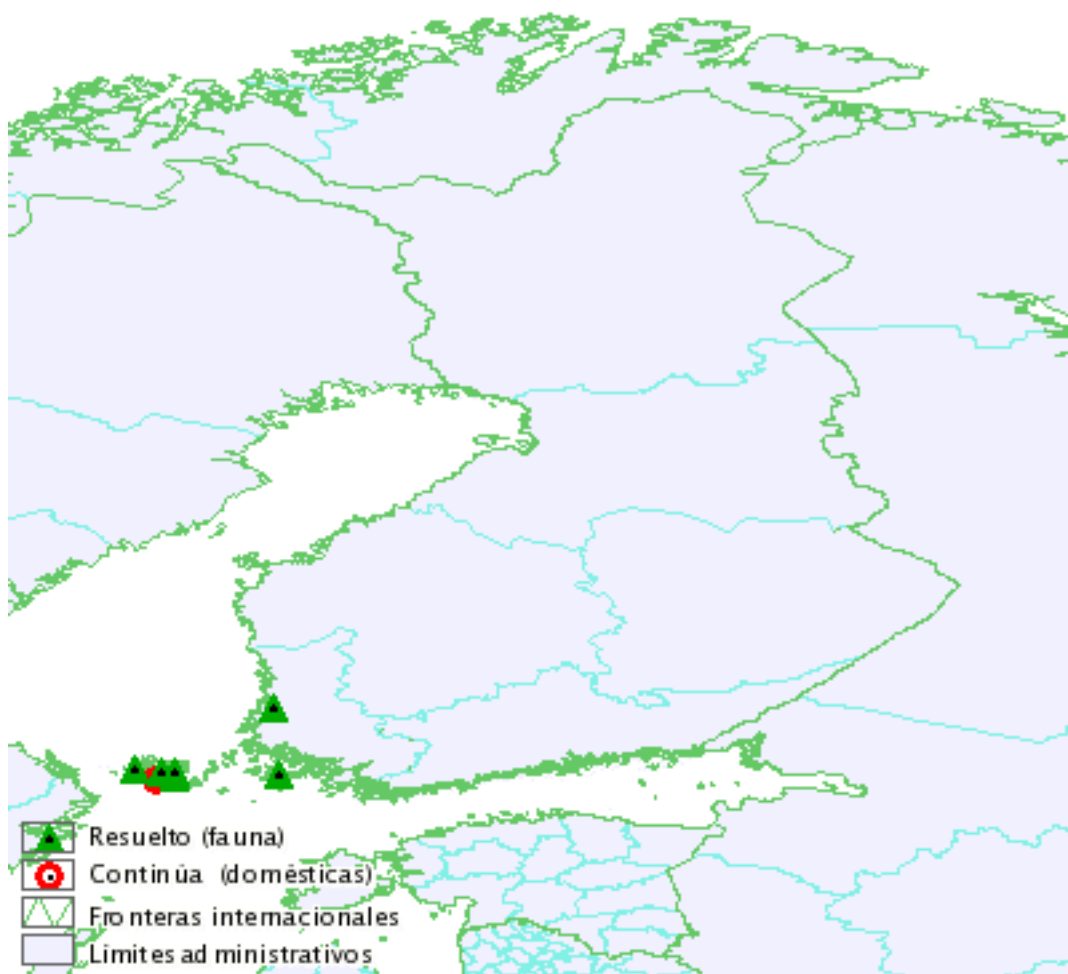 Resuelto (fauna)
Continúa (domésticas)
Fronteras internacionales
Límites administrativos